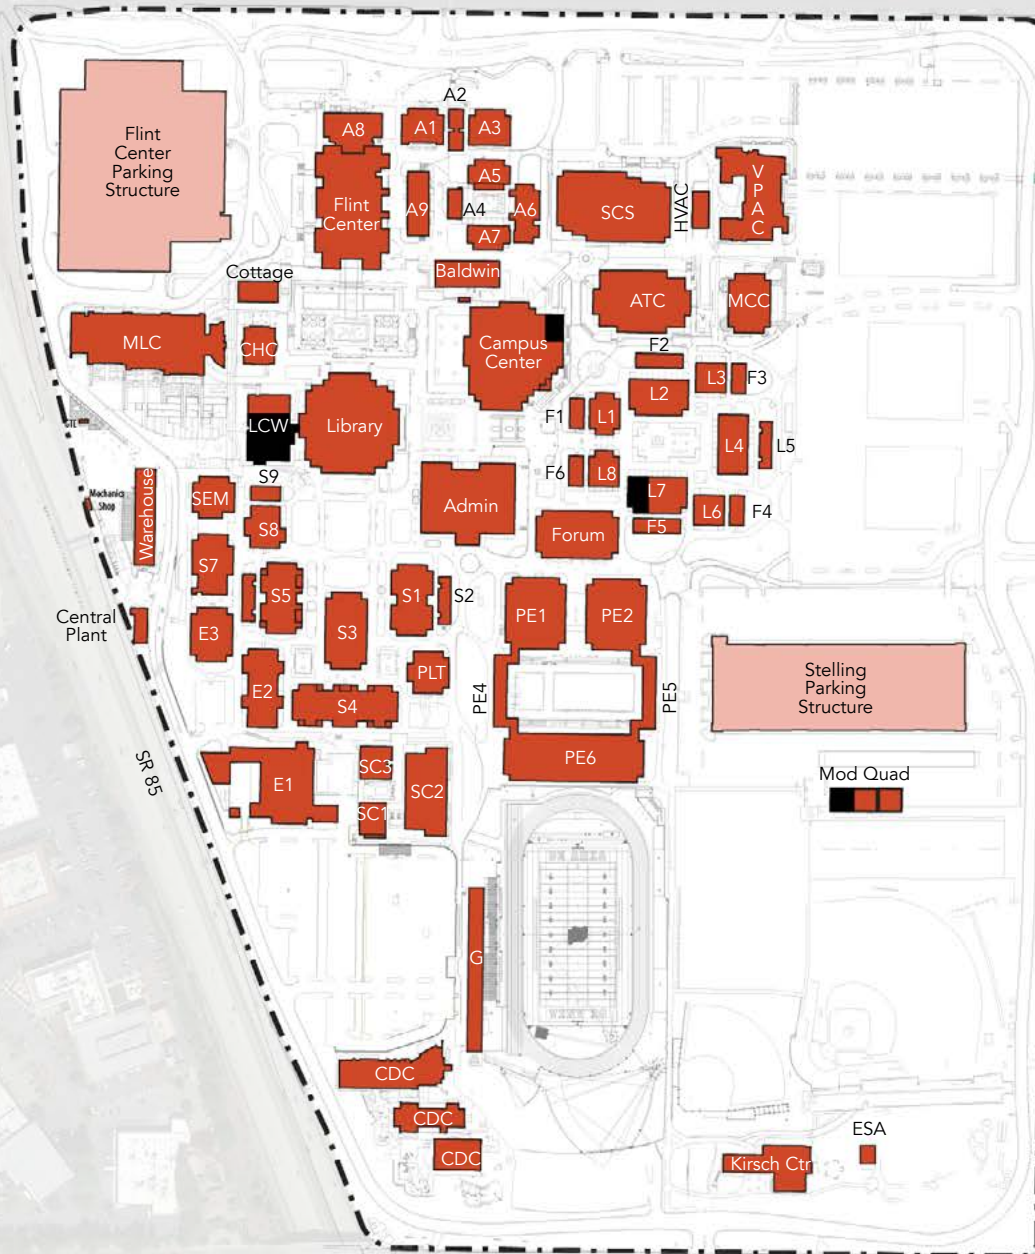 A2
A8
A1
A3
Flint
Center
Parking
Structure
V
P
A
C
A5
Flint
Center
A9
A4
A6
SCS
HVAC
A7
Baldwin
Cottage
ATC
MCC
MLC
CHC
Campus
Center
F2
L3
F3
L2
F1
L1
LCW
Library
L4
L5
S9
F6
L8
L7
SEM
Mechanics
Shop
Warehouse
Admin
L6
F4
S8
Forum
F5
S7
S5
S1
S2
PE1
PE2
Central
Plant
E3
S3
PLT
Stelling
Parking
Structure
E2
S4
PE4
PE5
SR 85
E1
SC3
SC2
PE6
Mod Quad
SC1
DE ANZA
G
DE ANZA
CDC
CDC
CDC
ESA
Kirsch Ctr